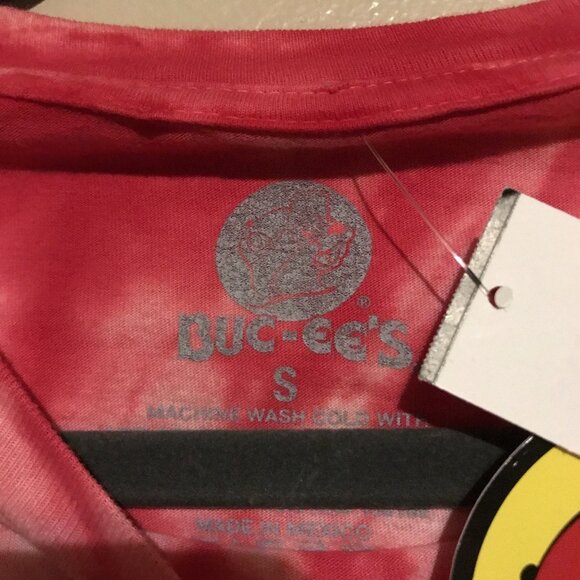 ®
BUC-EE'S
S
MACHINE WASH COLD WITH
MADE IN MEXICO